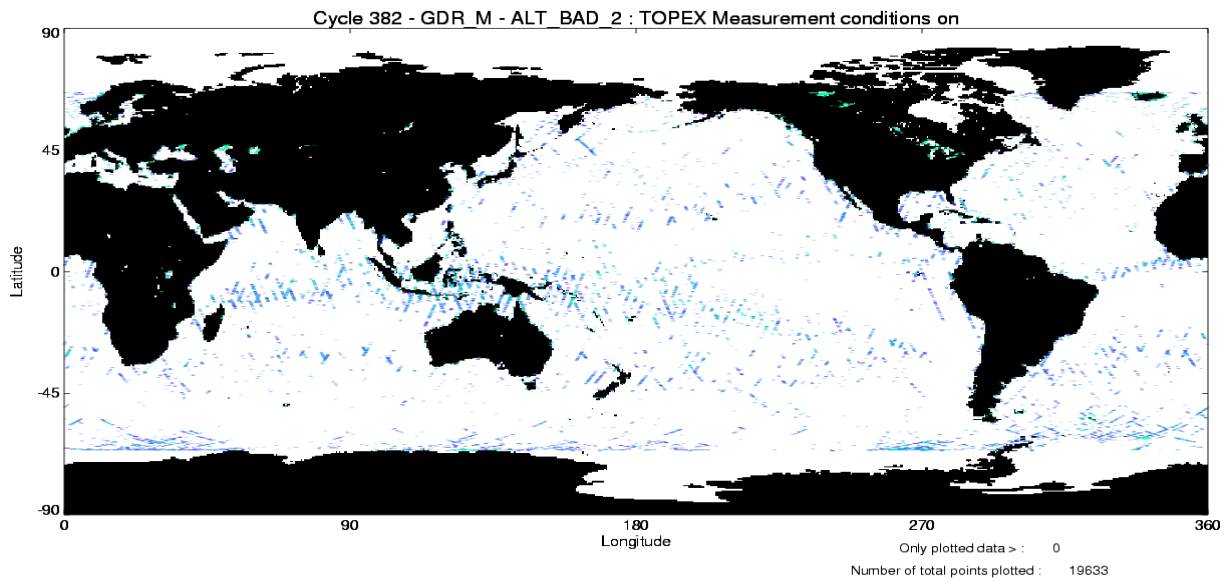 Cycle 382 - GDR_M - ALT_BAD_2 : TOPEX Measurement conditions on
90
45
0
-45
-90
Latitude
0 90 180 270 360
Longitude
Only plotted data > : 0
Number of total points plotted : 19633